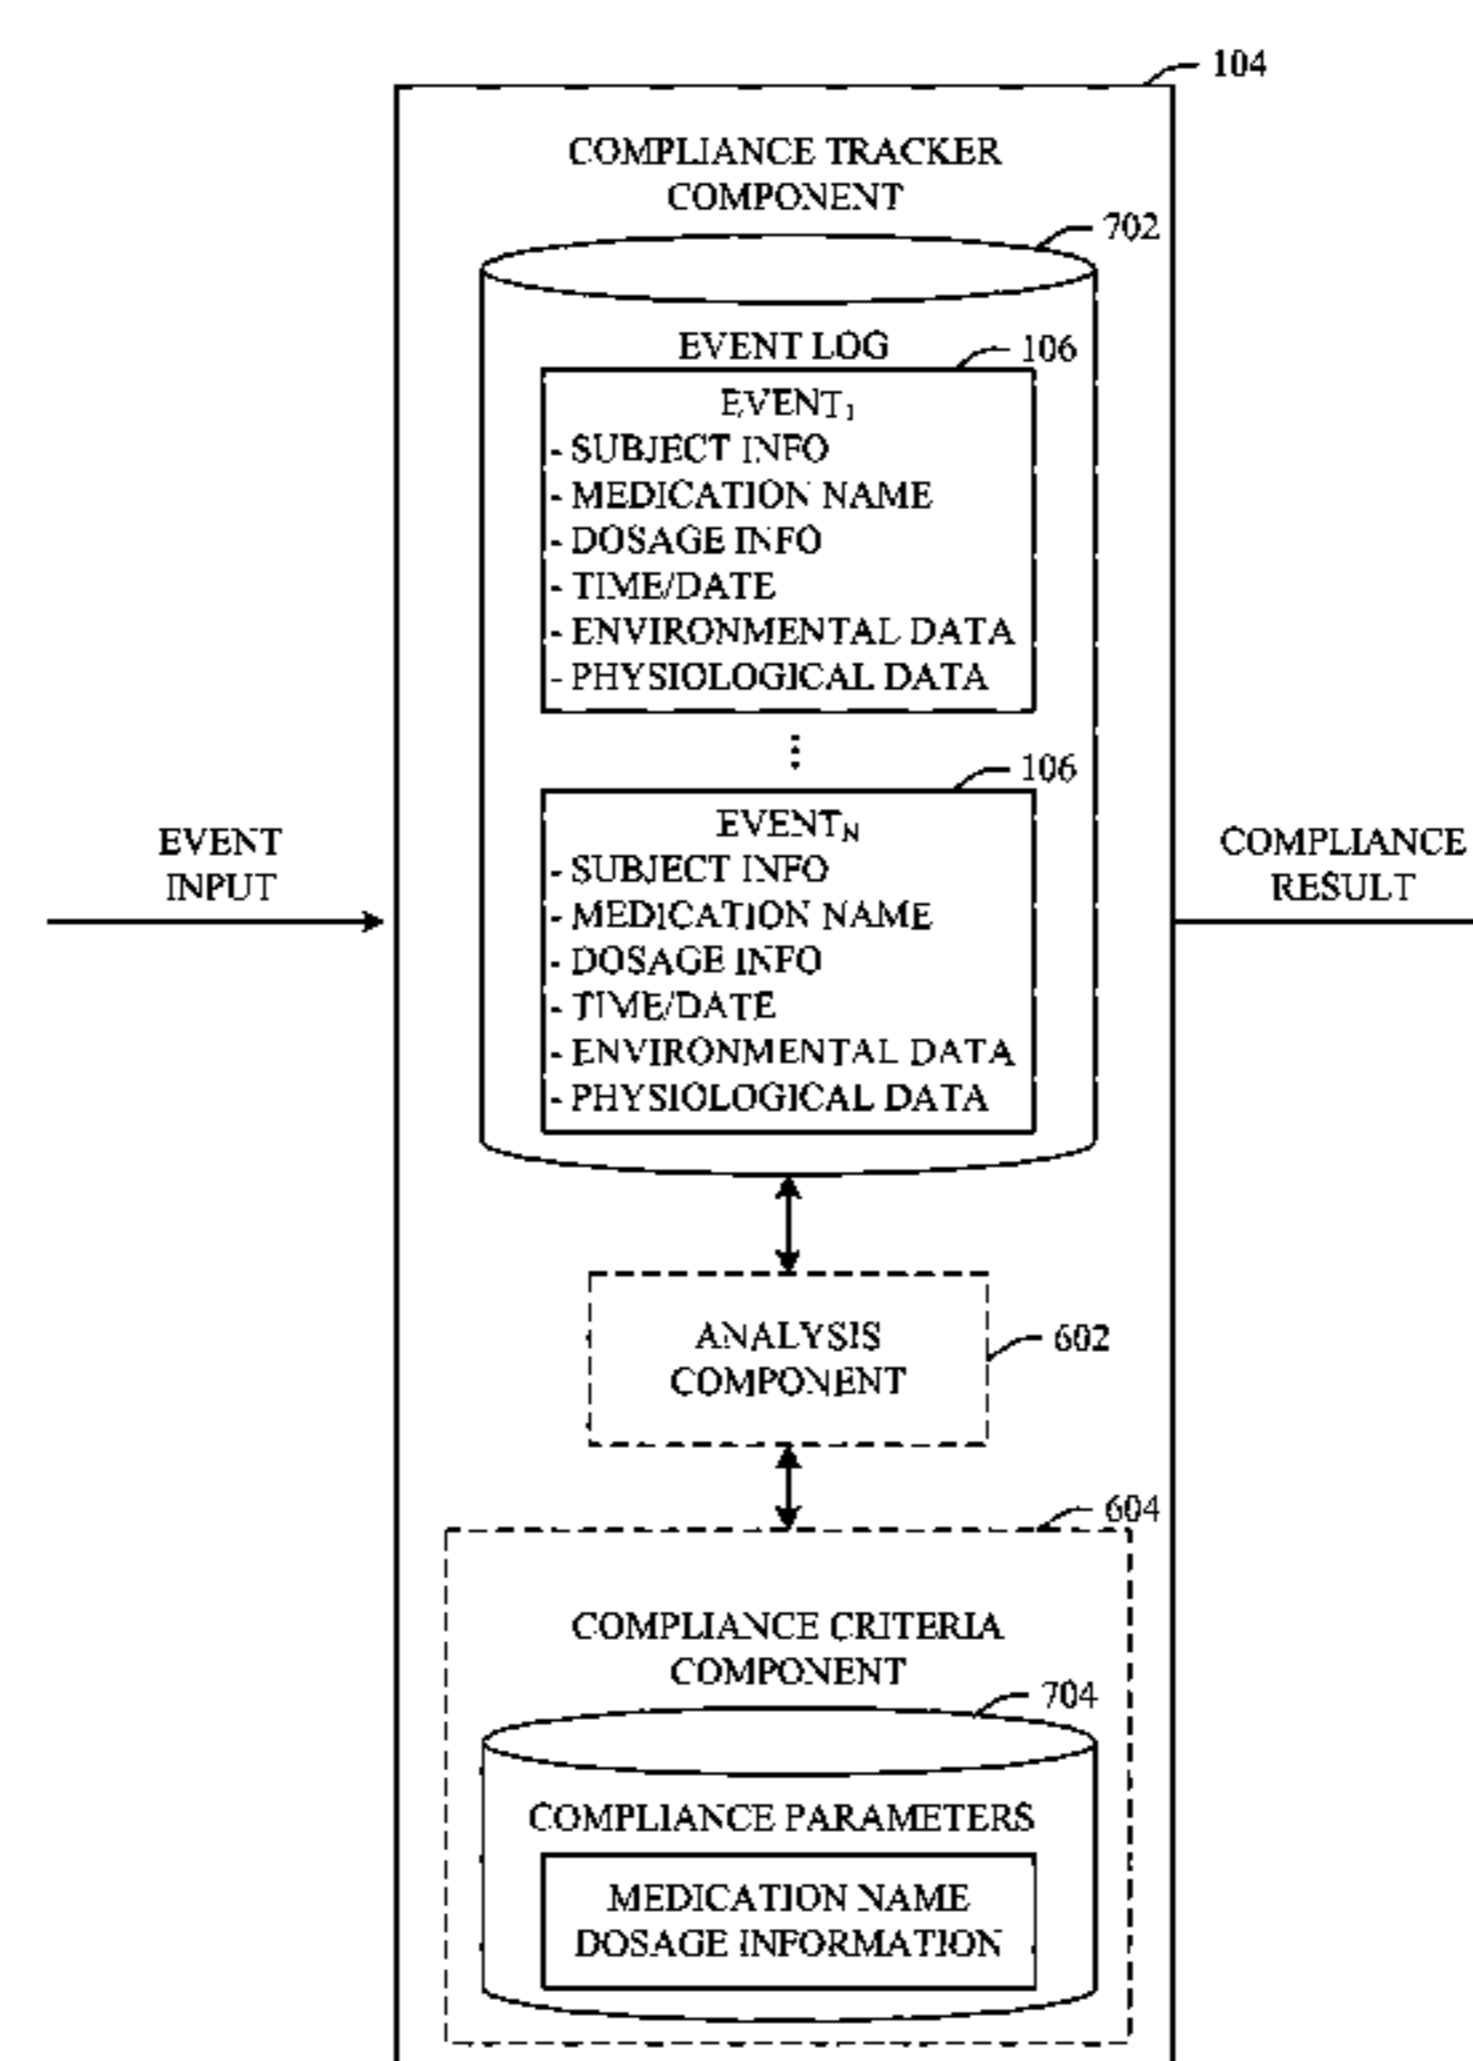 104
COMPLIANCE TRACKER
COMPONENT
702
EVENT LOG
106
EVENT₁
- SUBJECT INFO
- MEDICATION NAME
- DOSAGE INFO
- TIME/DATE
- ENVIRONMENTAL DATA
- PHYSIOLOGICAL DATA
⋮
106
EVENT
INPUT
EVENTN
- SUBJECT INFO
- MEDICATION NAME
- DOSAGE INFO
- TIME/DATE
- ENVIRONMENTAL DATA
- PHYSIOLOGICAL DATA
COMPLIANCE
RESULT
ANALYSIS
COMPONENT
602
604
COMPLIANCE CRITERIA
COMPONENT
704
COMPLIANCE PARAMETERS
MEDICATION NAME
DOSAGE INFORMATION